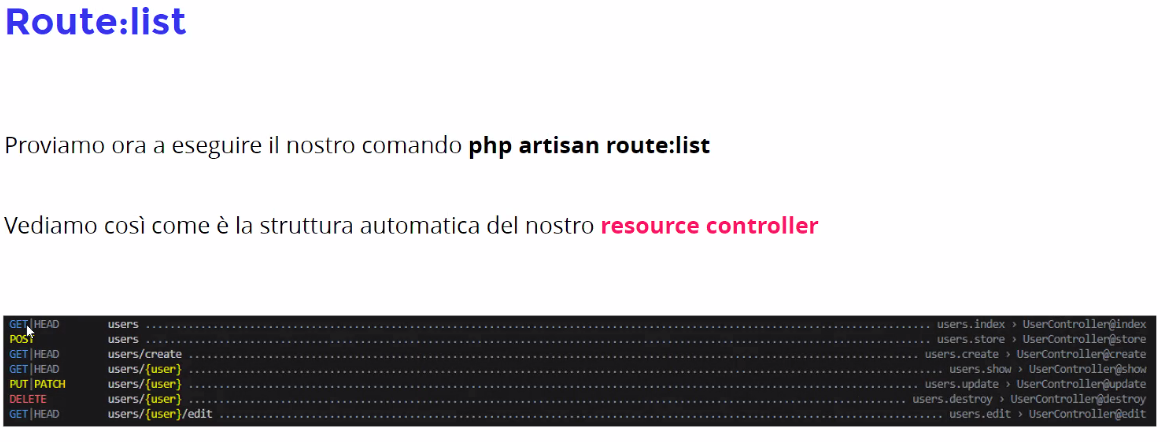 Route:list
Proviamo ora a eseguire il nostro comando php artisan route:list
Vediamo così come è la struttura automatica del nostro resource controller
GET|HEAD users ........................................ users.index › UserController@index
POST users ........................................ users.store › UserController@store
GET|HEAD users/create ........................................ users.create › UserController@create
GET|HEAD users/{user} ........................................ users.show › UserController@show
PUT|PATCH users/{user} ........................................ users.update › UserController@update
DELETE users/{user} ........................................ users.destroy › UserController@destroy
GET|HEAD users/{user}/edit ........................................ users.edit › UserController@edit